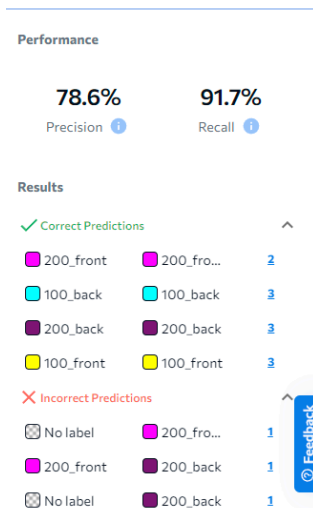 Performance
78.6% 91.7%
Precision Recall
Results
Correct Predictions
200_front 200_fro... 2
100_back 100_back 3
200_back 200_back 3
100_front 100_front 3
Incorrect Predictions
No label 200_fro... 1
200_front 200_back 1
No label 200_back 1
Feedback